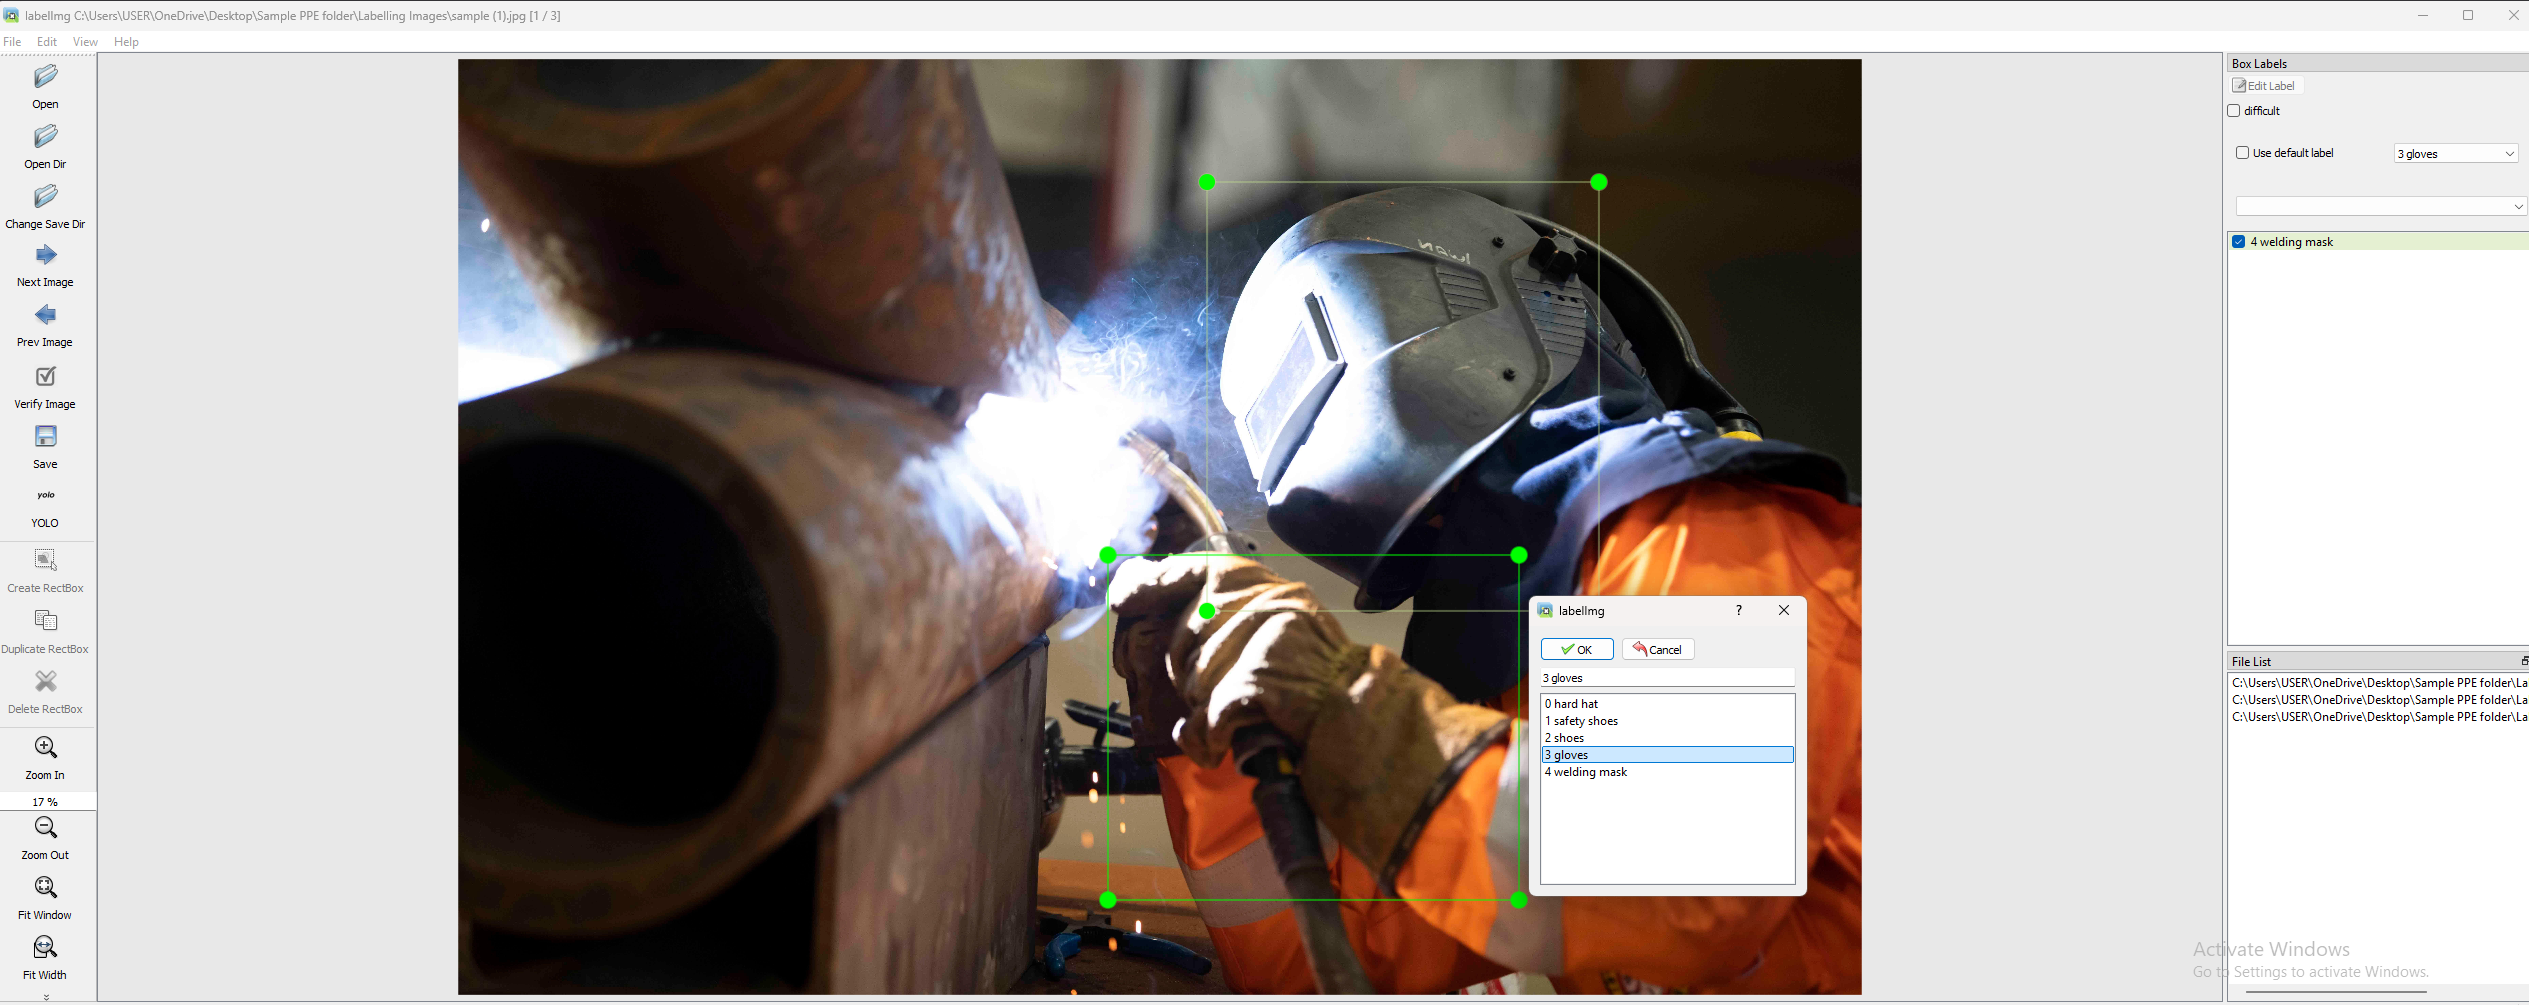 labelImg C:\Users\USER\OneDrive\Desktop\Sample PPE folder\Labelling Images\sample (1).jpg [1 / 3]
File Edit View Help
Open
Open Dir
Change Save Dir
Next Image
Prev Image
Verify Image
Save
yolo
YOLO
Create RectBox
Duplicate RectBox
Delete RectBox
Zoom In
17 %
Zoom Out
Fit Window
Fit Width
labelImg ?
OK Cancel
3 gloves
0 hard hat
1 safety shoes
2 shoes
3 gloves
4 welding mask
Box Labels
Edit Label
difficult
Use default label 3 gloves
4 welding mask
File List
C:\Users\USER\OneDrive\Desktop\Sample PPE folder\La
C:\Users\USER\OneDrive\Desktop\Sample PPE folder\La
C:\Users\USER\OneDrive\Desktop\Sample PPE folder\La
Activate Windows
Go to Settings to activate Windows.